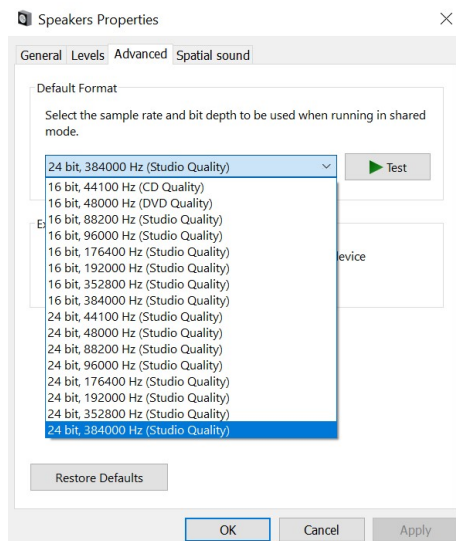 Speakers Properties
General Levels Advanced Spatial sound
Default Format
Select the sample rate and bit depth to be used when running in shared
mode.
24 bit, 384000 Hz (Studio Quality)
Test
16 bit, 44100 Hz (CD Quality)
16 bit, 48000 Hz (DVD Quality)
16 bit, 88200 Hz (Studio Quality)
16 bit, 96000 Hz (Studio Quality)
16 bit, 176400 Hz (Studio Quality)
16 bit, 192000 Hz (Studio Quality)
16 bit, 352800 Hz (Studio Quality)
16 bit, 384000 Hz (Studio Quality)
24 bit, 44100 Hz (Studio Quality)
24 bit, 48000 Hz (Studio Quality)
24 bit, 88200 Hz (Studio Quality)
24 bit, 96000 Hz (Studio Quality)
24 bit, 176400 Hz (Studio Quality)
24 bit, 192000 Hz (Studio Quality)
24 bit, 352800 Hz (Studio Quality)
24 bit, 384000 Hz (Studio Quality)
Restore Defaults
OK Cancel Apply